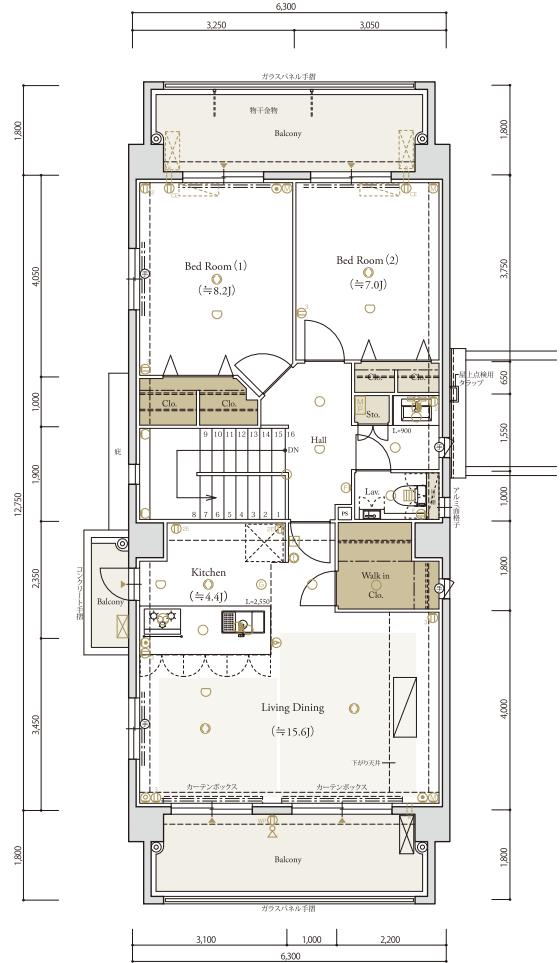 6,300
3,250
3,050
ガラスパネル手摺
物干金物
Balcony
1,800
1,800
Bed Room(1)
(≒8.2J)
Bed Room(2)
(≒7.0J)
4,050
3,750
Clo.
Clo.
屋上点検用
タラップ
650
Clo.
Clo.
Sto.
1,000
L=900
1,550
9 10 11 12 13 14 15 16
Hall
DN
庇
1,900
12,750
Lav.
1,000
8 7 6 5 4 3 2 1
PS
アルミ面格子
Kitchen
(≒4.4J)
L=2,550
Walk in
Clo.
1,800
2,350
コンクリート手摺
Balcony
Living Dining
(≒15.6J)
3,450
4,000
下がり天井
カーテンボックス
カーテンボックス
WP
Balcony
1,800
1,800
ガラスパネル手摺
3,100
1,000
2,200
6,300